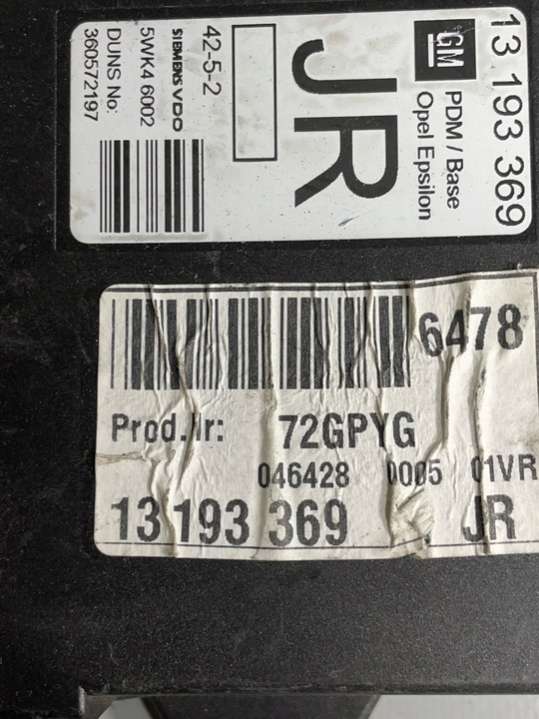 13 193 369
GM
PDM / Base
Opel Epsilon
JR
42-5-2
SIEMENS VDO
5WK4 6002
DUNS No:
360572197
6478
Prod.Nr: 72GPYG
046428 0005 01VR
13 193 369 JR